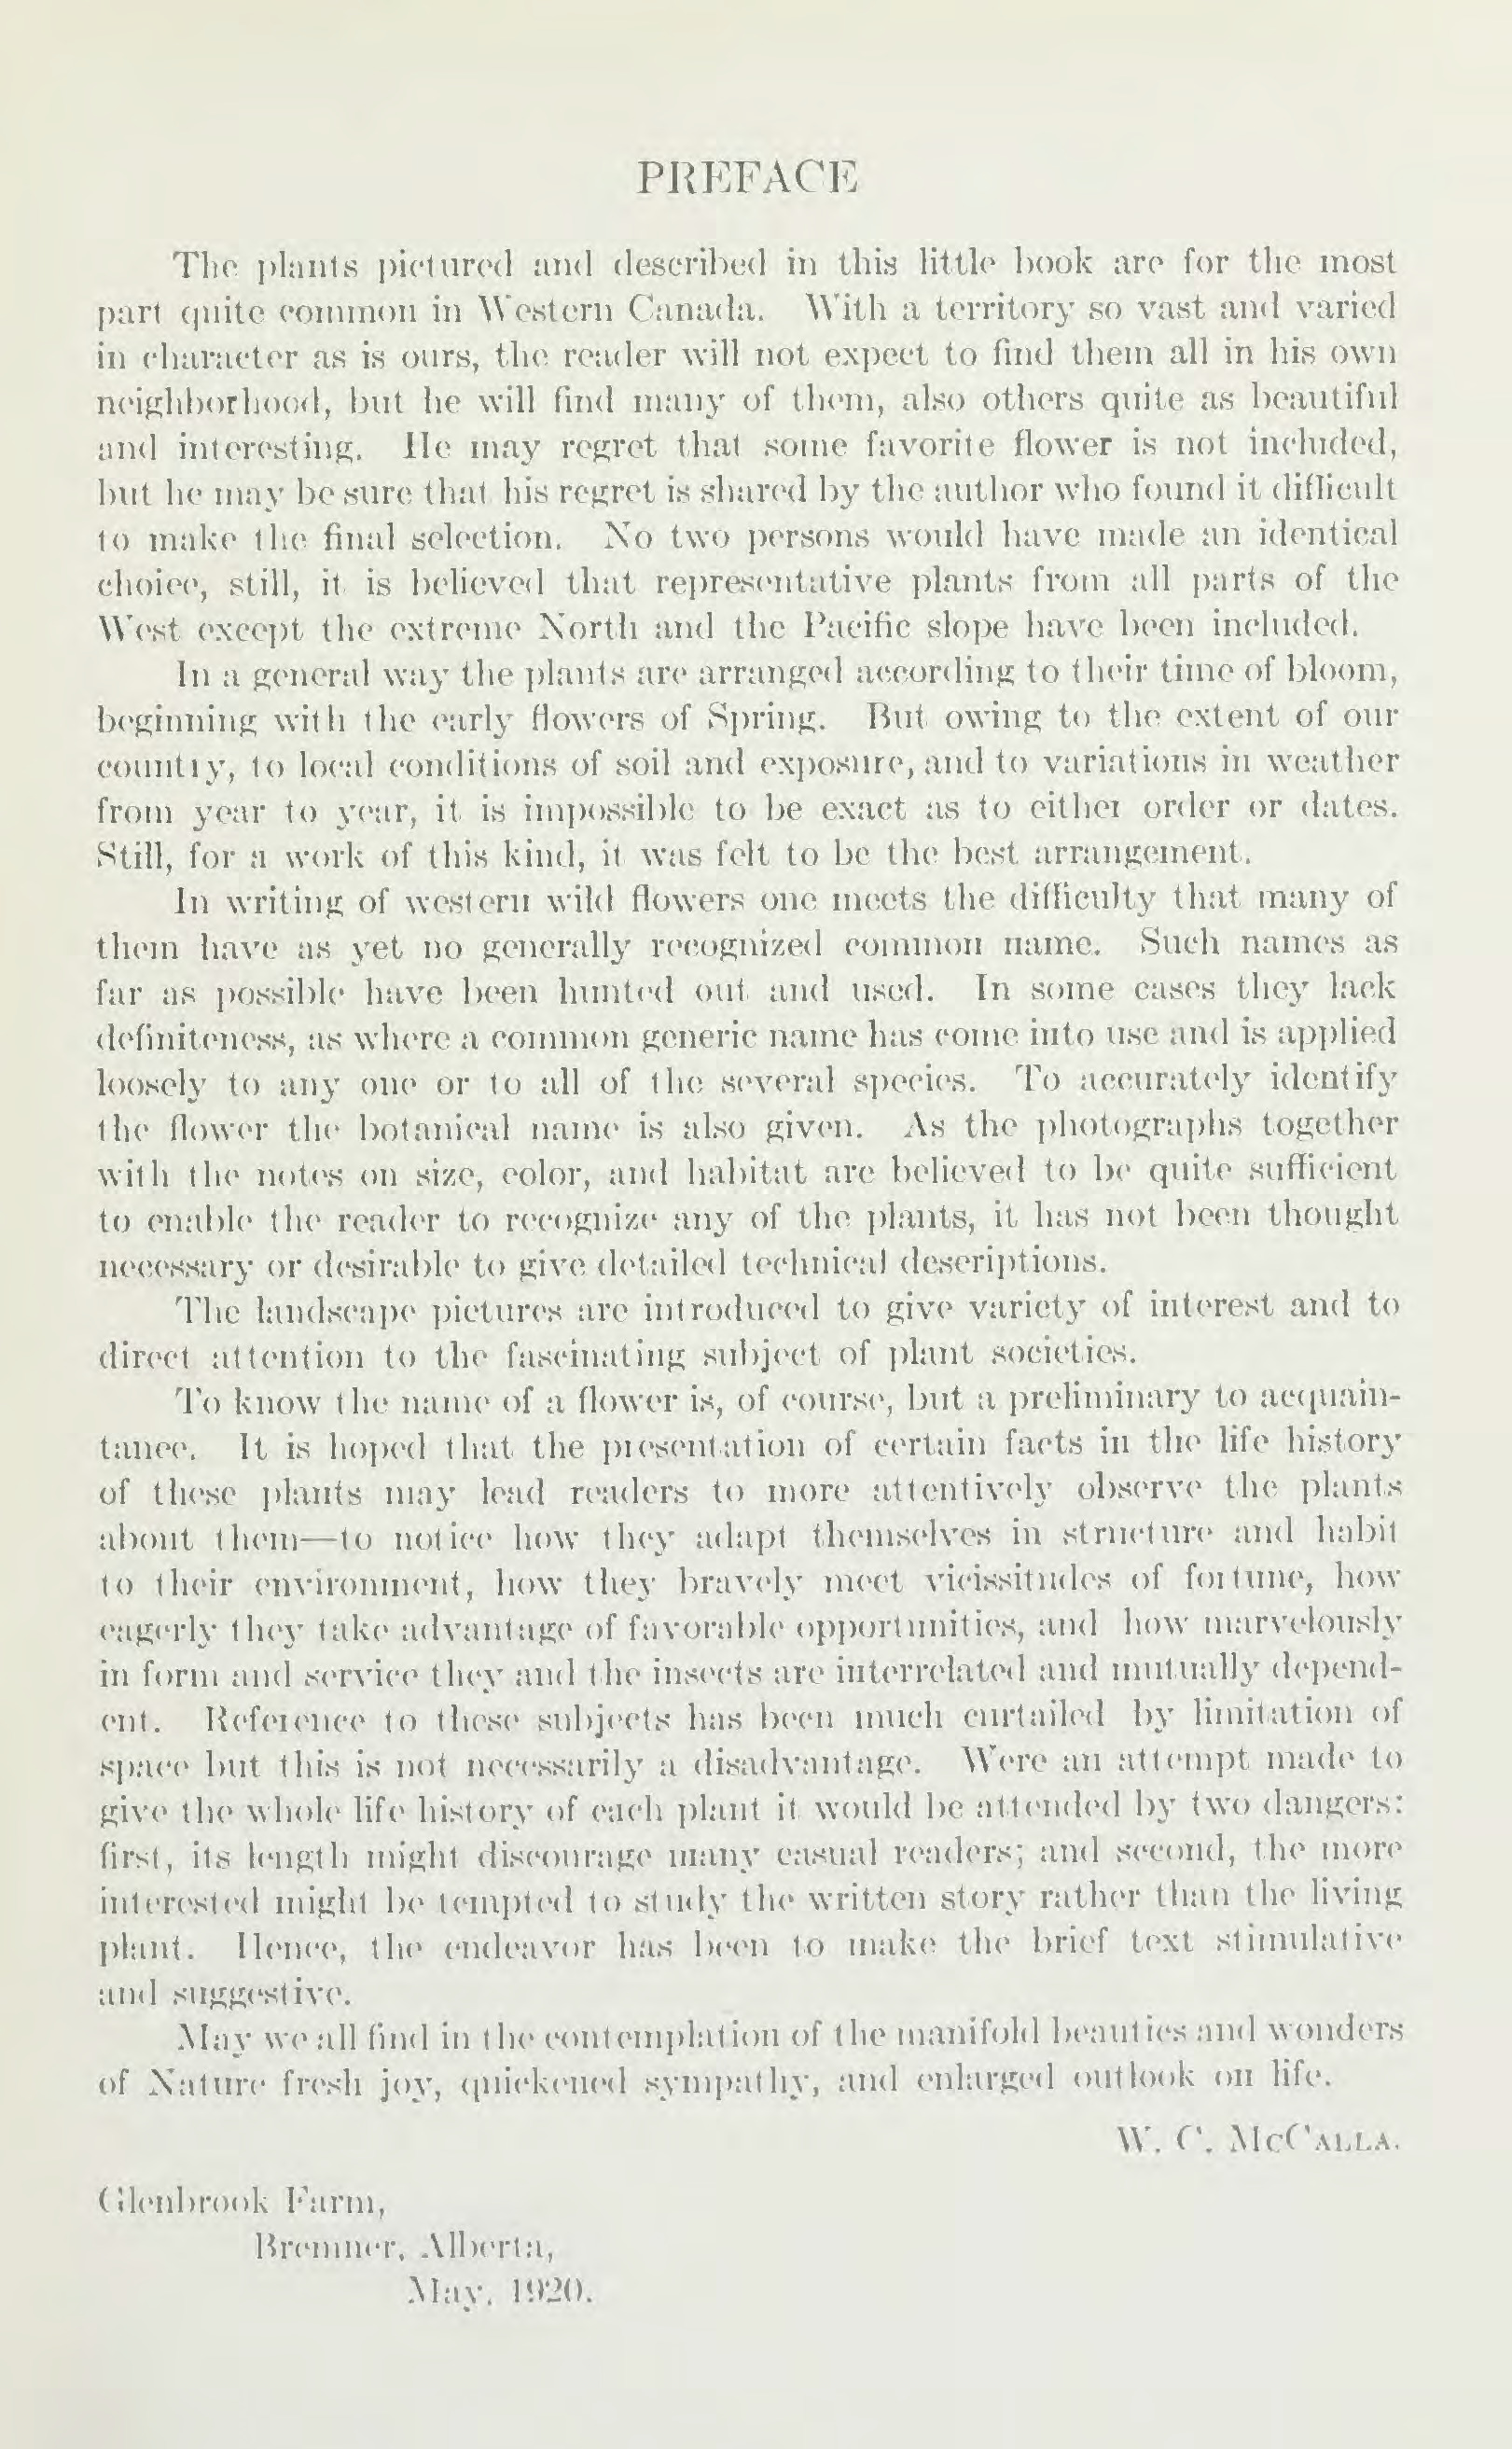 PREFACE
The plants pictured and described in this little book are for the most
part quite common in Western Canada. With a territory so vast and varied
in character as is ours, the reader will not expect to find them all in his own
neighborhood, but he will find many of them, also others quite as beautiful
and interesting. He may regret that some favorite flower is not included,
but he may be sure that his regret is shared by the author who found it difficult
to make the final selection. No two persons would have made an identical
choice, still, it is believed that representative plants from all parts of the
West except the extreme North and the Pacific slope have been included.
In a general way the plants are arranged according to their time of bloom,
beginning with the early flowers of Spring. But owing to the extent of our
country, to local conditions of soil and exposure, and to variations in weather
from year to year, it is impossible to be exact as to either order or dates.
Still, for a work of this kind, it was felt to be the best arrangement.
In writing of western wild flowers one meets the difficulty that many of
them have as yet no generally recognized common name. Such names as
far as possible have been hunted out and used. In some cases they lack
definiteness, as where a common generic name has come into use and is applied
loosely to any one or to all of the several species. To accurately identify
the flower the botanical name is also given. As the photographs together
with the notes on size, color, and habitat are believed to be quite sufficient
to enable the reader to recognize any of the plants, it has not been thought
necessary or desirable to give detailed technical descriptions.
The landscape pictures are introduced to give variety of interest and to
direct attention to the fascinating subject of plant societies.
To know the name of a flower is, of course, but a preliminary to acquain-
tance. It is hoped that the presentation of certain facts in the life history
of these plants may lead readers to more attentively observe the plants
about them—to notice how they adapt themselves in structure and habit
to their environment, how they bravely meet vicissitudes of fortune, how
eagerly they take advantage of favorable opportunities, and how marvelously
in form and service they and the insects are interrelated and mutually depend-
ent. Reference to these subjects has been much curtailed by limitation of
space but this is not necessarily a disadvantage. Were an attempt made to
give the whole life history of each plant it would be attended by two dangers:
first, its length might discourage many casual readers; and second, the more
interested might be tempted to study the written story rather than the living
plant. Hence, the endeavor has been to make the brief text stimulative
and suggestive.
May we all find in the contemplation of the manifold beauties and wonders
of Nature fresh joy, quickened sympathy, and enlarged outlook on life.
W. C. McCalla.
Glenbrook Farm,
Bremner, Alberta,
May, 1920.